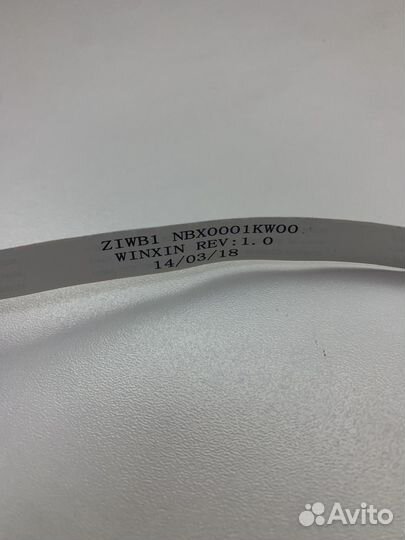 ZIWB1 NBX0001KW00
WINXIN REV:1.0
14/03/18
Avito